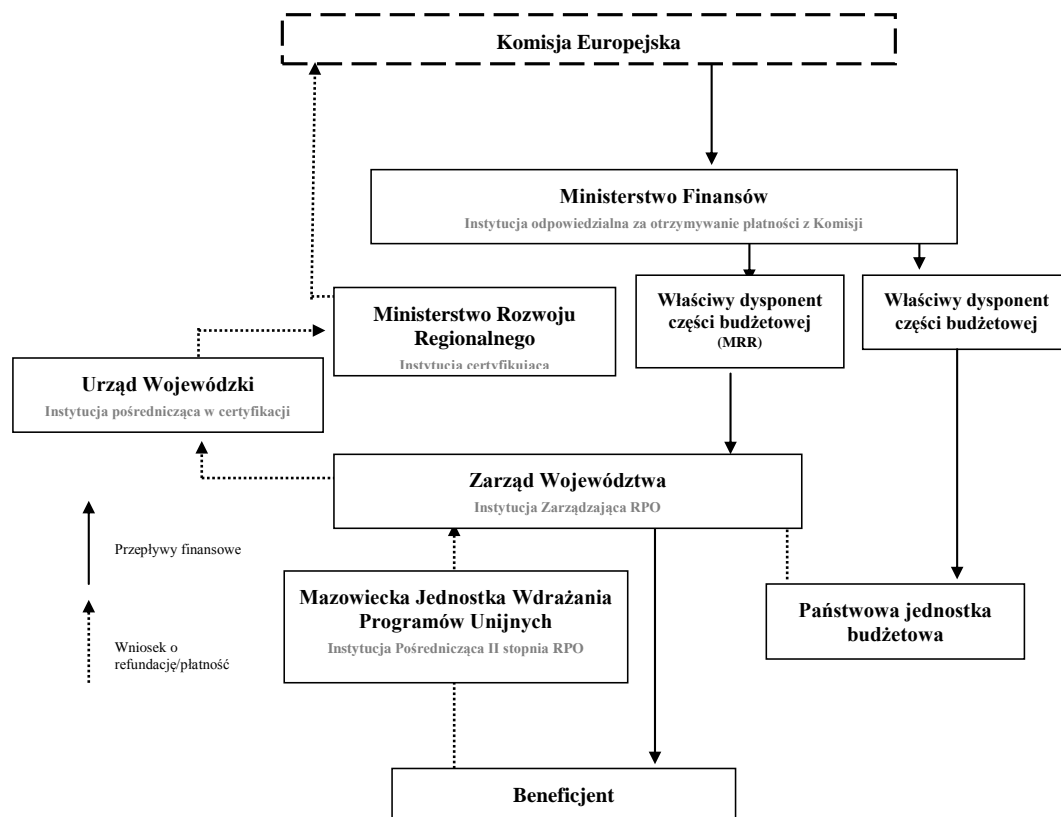 Komisja Europejska
Ministerstwo Finansów
Instytucja odpowiedzialna za otrzymywanie płatności z Komisji
Właściwy dysponent
części budżetowej
(MRR)
Właściwy dysponent
części budżetowej
Ministerstwo Rozwoju
Regionalnego
Instytucja certyfikująca
Urząd Wojewódzki
Instytucja pośrednicząca w certyfikacji
Zarząd Województwa
Instytucja Zarządzająca RPO
Przepływy finansowe
Mazowiecka Jednostka Wdrażania
Programów Unijnych
Instytucja Pośrednicząca II stopnia RPO
Państwowa jednostka
budżetowa
Wniosek o
refundację/płatność
Beneficjent